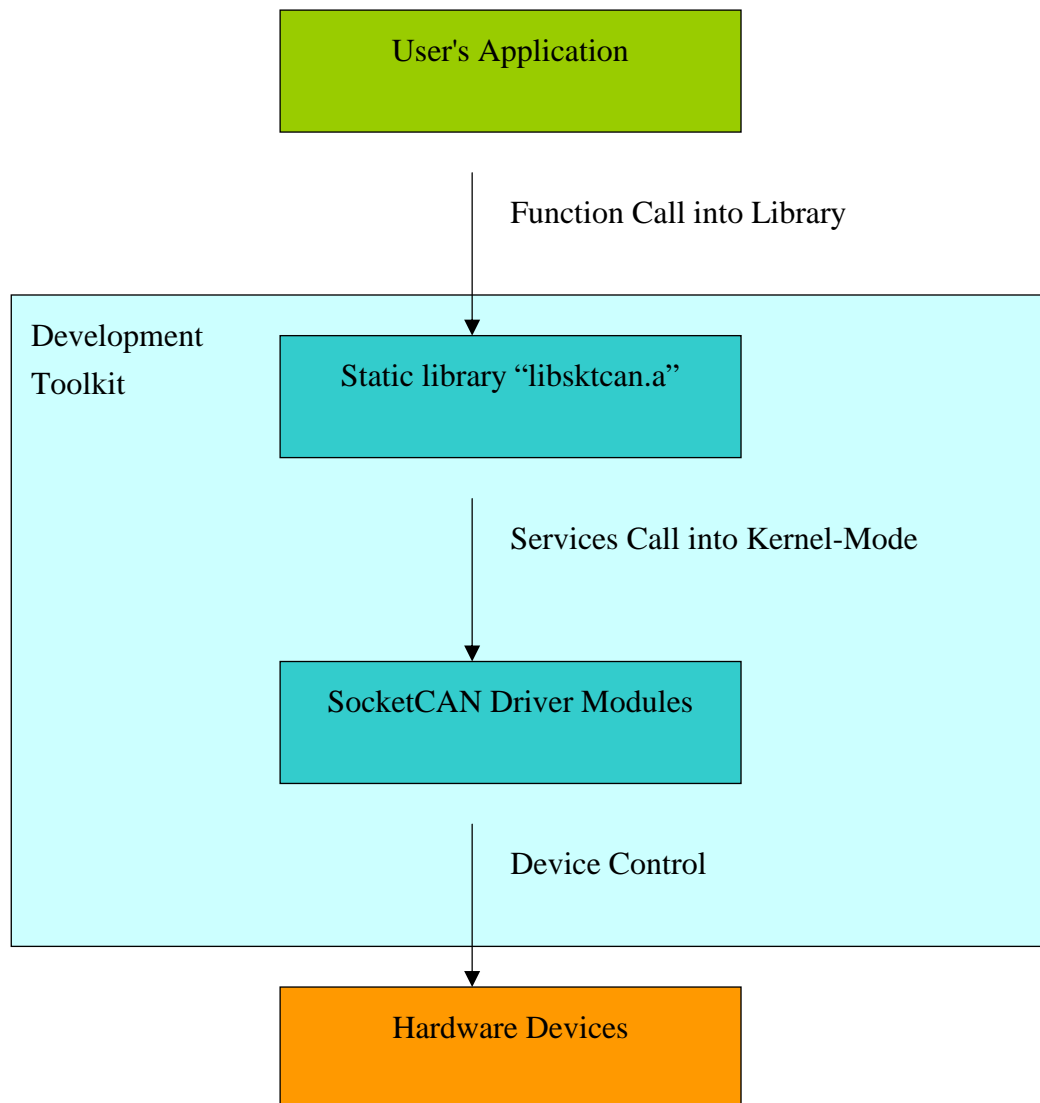 User's Application
Function Call into Library
Development
Toolkit
Static library “libsktcan.a”
Services Call into Kernel-Mode
SocketCAN Driver Modules
Device Control
Hardware Devices